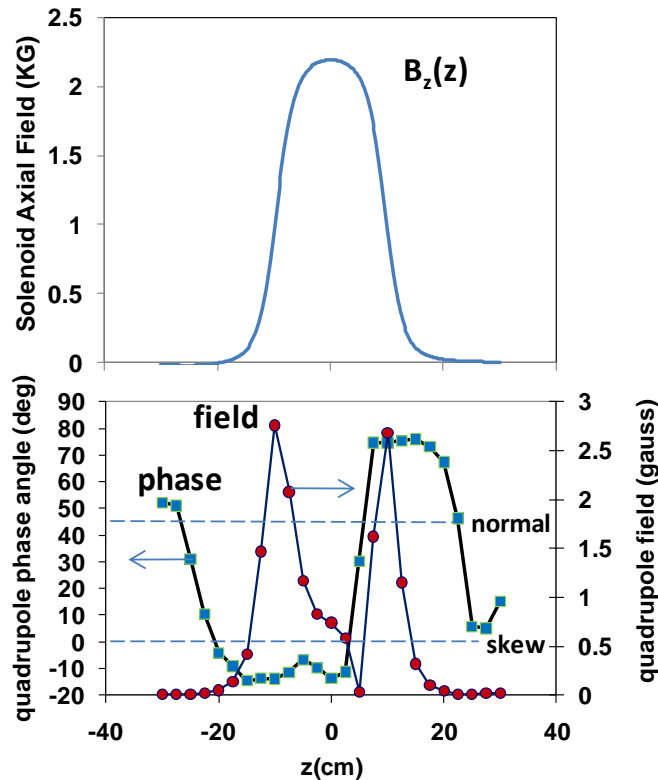 Solenoid Axial Field (KG)
2.5
2
1.5
1
0.5
0
B_z(z)
quadrupole phase angle (deg)
90
80
70
60
50
40
30
20
10
0
-10
-20
field
phase
normal
skew
3
2.5
2
1.5
1
0.5
0
quadrupole field (gauss)
-40 -20 0 20 40
z(cm)